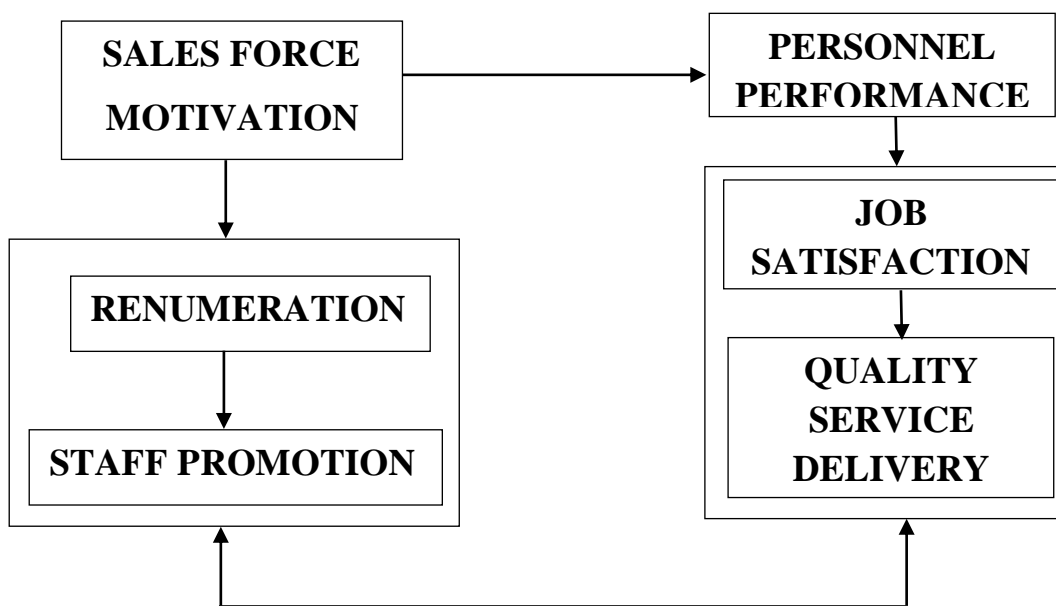 SALES FORCE
MOTIVATION
PERSONNEL
PERFORMANCE
RENUMERATION
STAFF PROMOTION
JOB
SATISFACTION
QUALITY
SERVICE
DELIVERY